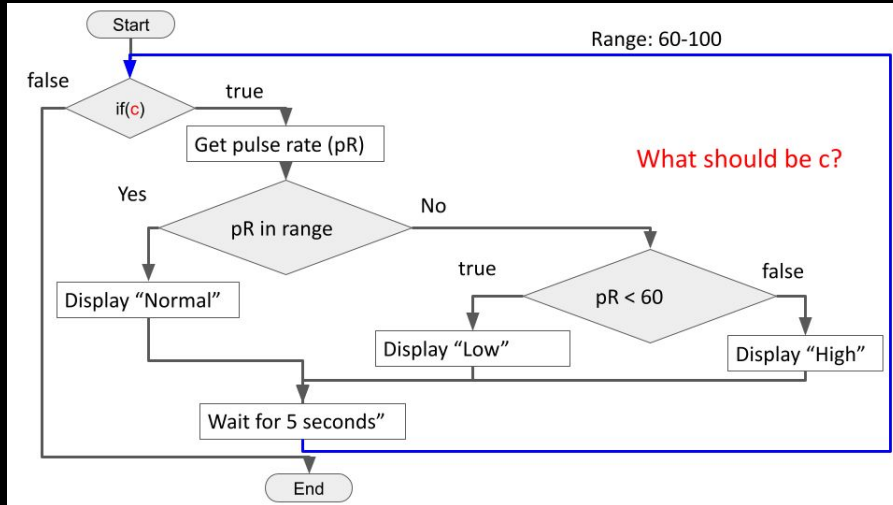 Start
Range: 60-100
false
if(c)
true
Get pulse rate (pR)
What should be c?
Yes
No
pR in range
true
false
pR < 60
Display “Normal”
Display “Low”
Display “High”
Wait for 5 seconds”
End